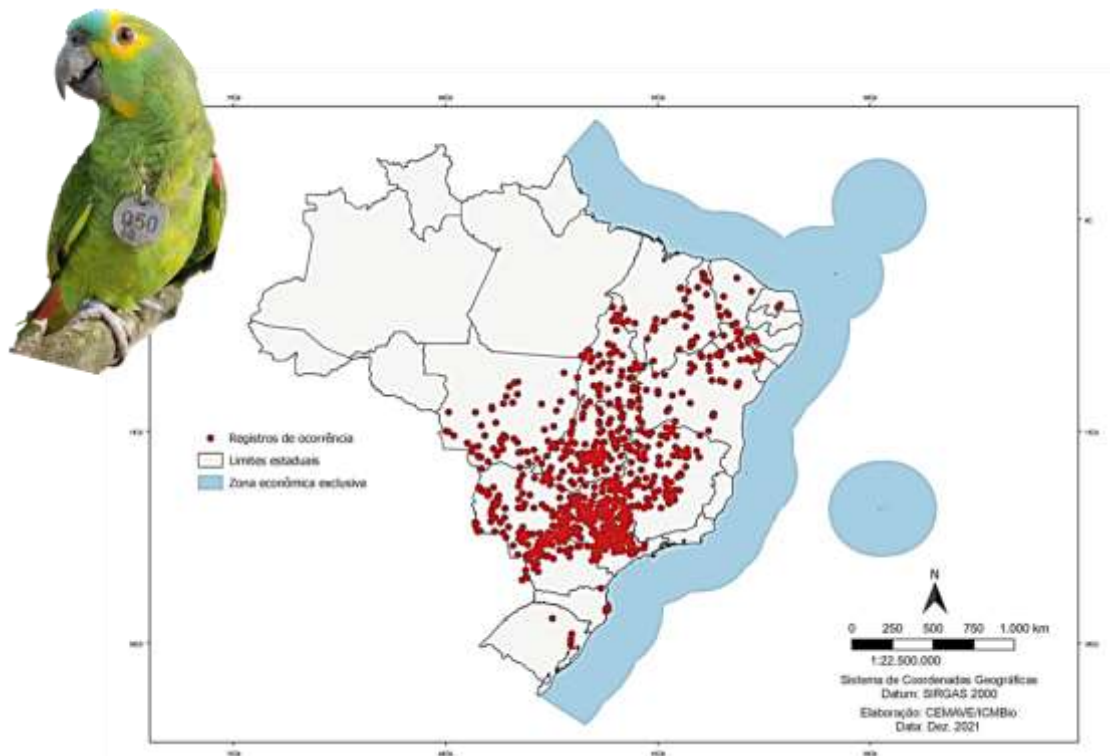 950
Registros de ocorrência
Limites estaduais
Zona econômica exclusiva
N
0 250 500 750 1.000 km
1:22.500.000
Sistema de Coordenadas Geográficas
Datum: SIRGAS 2000
Elaboração: CEMAVE/ICMBio
Data: Dez. 2021